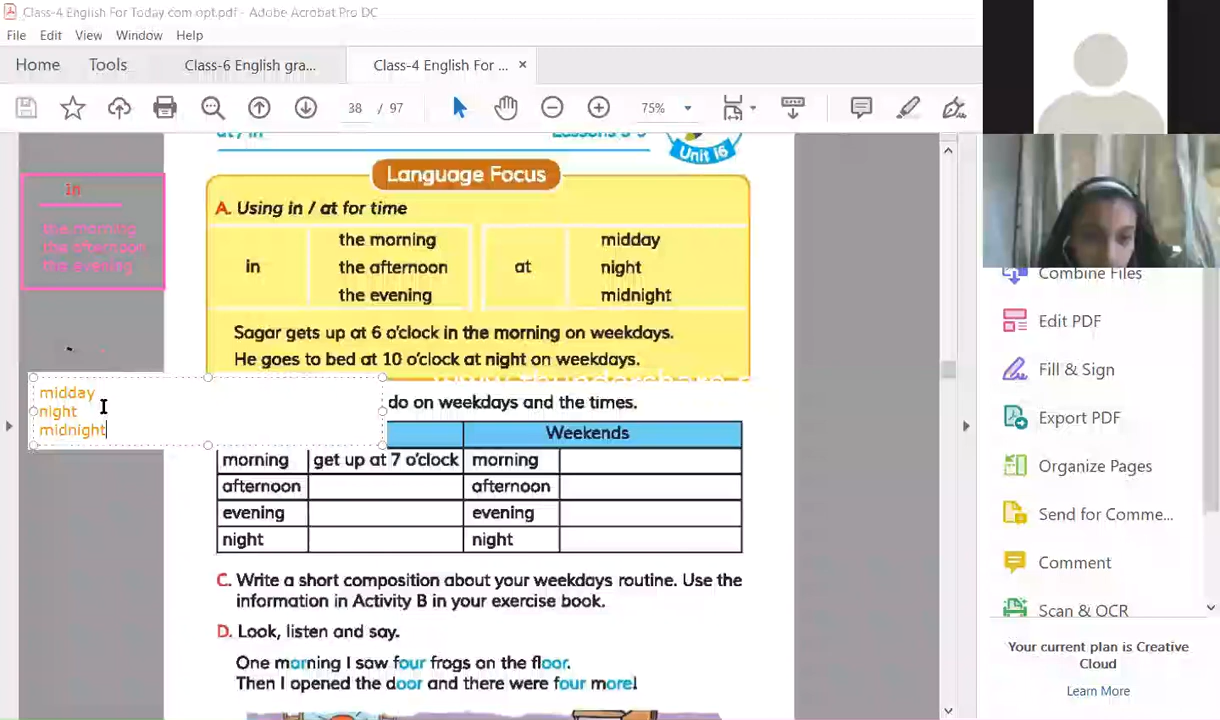 Class-4 English For Today com opt.pdf - Adobe Acrobat Pro DC
File Edit View Window Help
Home Tools Class-6 English gra... Class-4 English For ... ×
38 / 97 75%
at / in Lessons
Unit 16
Language Focus
A. Using in / at for time
in the morning at midday
the afternoon night
the evening midnight
Sagar gets up at 6 o'clock in the morning on weekdays.
He goes to bed at 10 o'clock at night on weekdays.
in
the morning
the afternoon
the evening
midday
night
midnight
do on weekdays and the times.
Weekends
morning get up at 7 o'clock morning
afternoon afternoon
evening evening
night night
C. Write a short composition about your weekdays routine. Use the
information in Activity B in your exercise book.
D. Look, listen and say.
One morning I saw four frogs on the floor.
Then I opened the door and there were four more!
Combine Files
Edit PDF
Fill & Sign
Export PDF
Organize Pages
Send for Comme...
Comment
Scan & OCR
Your current plan is Creative
Cloud
Learn More